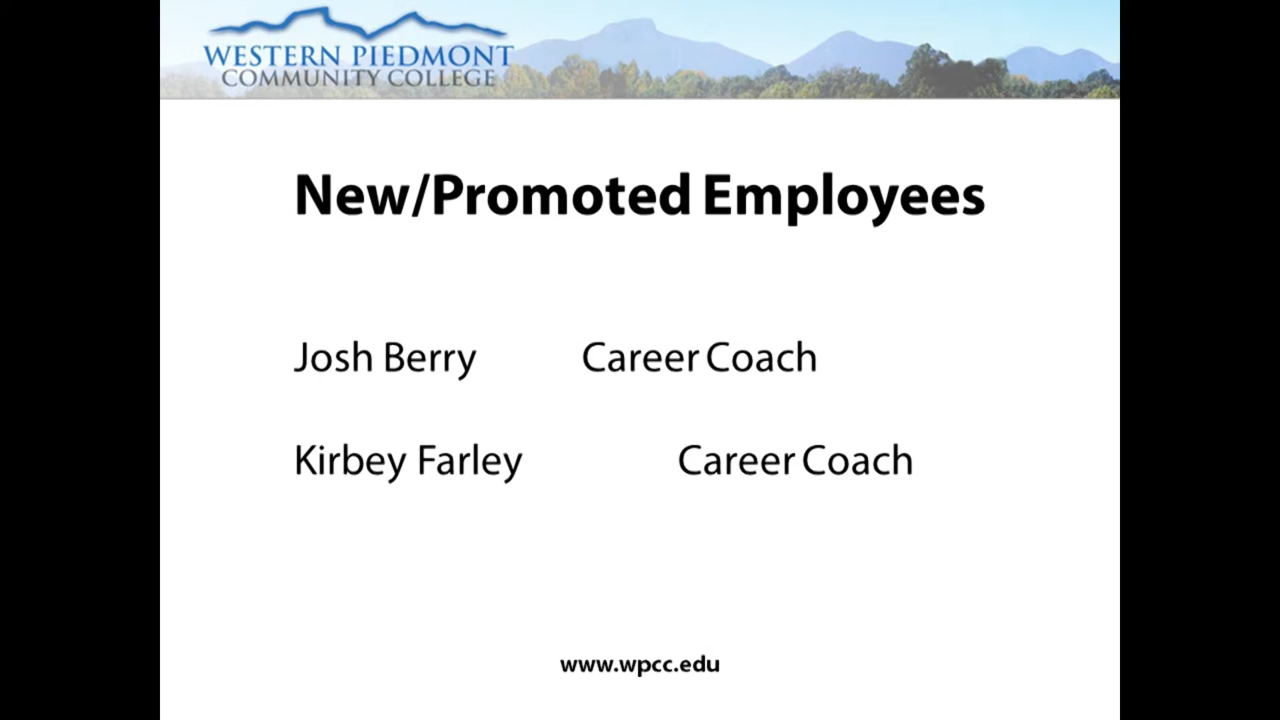 WESTERN PIEDMONT
COMMUNITY COLLEGE
New/Promoted Employees
Josh Berry Career Coach
Kirbey Farley Career Coach
www.wpcc.edu